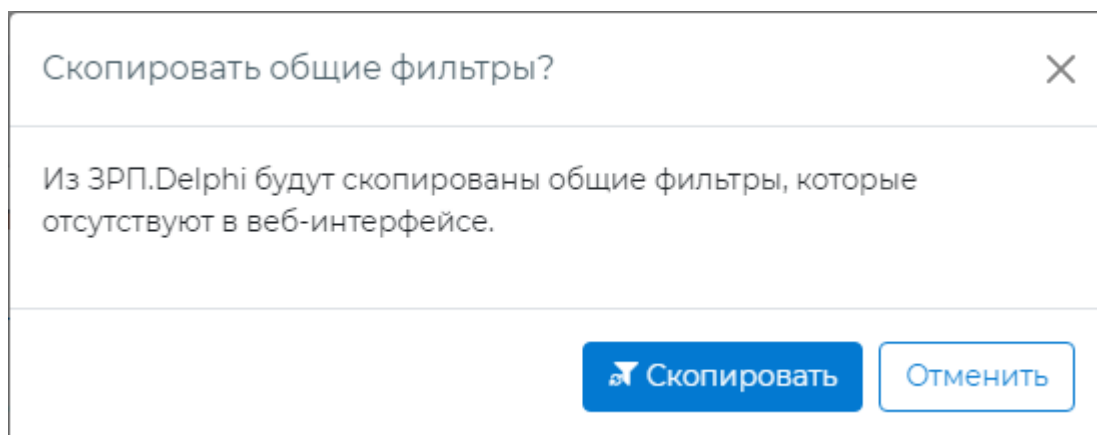 Скопировать общие фильтры?
Из ЗРП.Delphi будут скопированы общие фильтры, которые
отсутствуют в веб-интерфейсе.
Скопировать Отменить